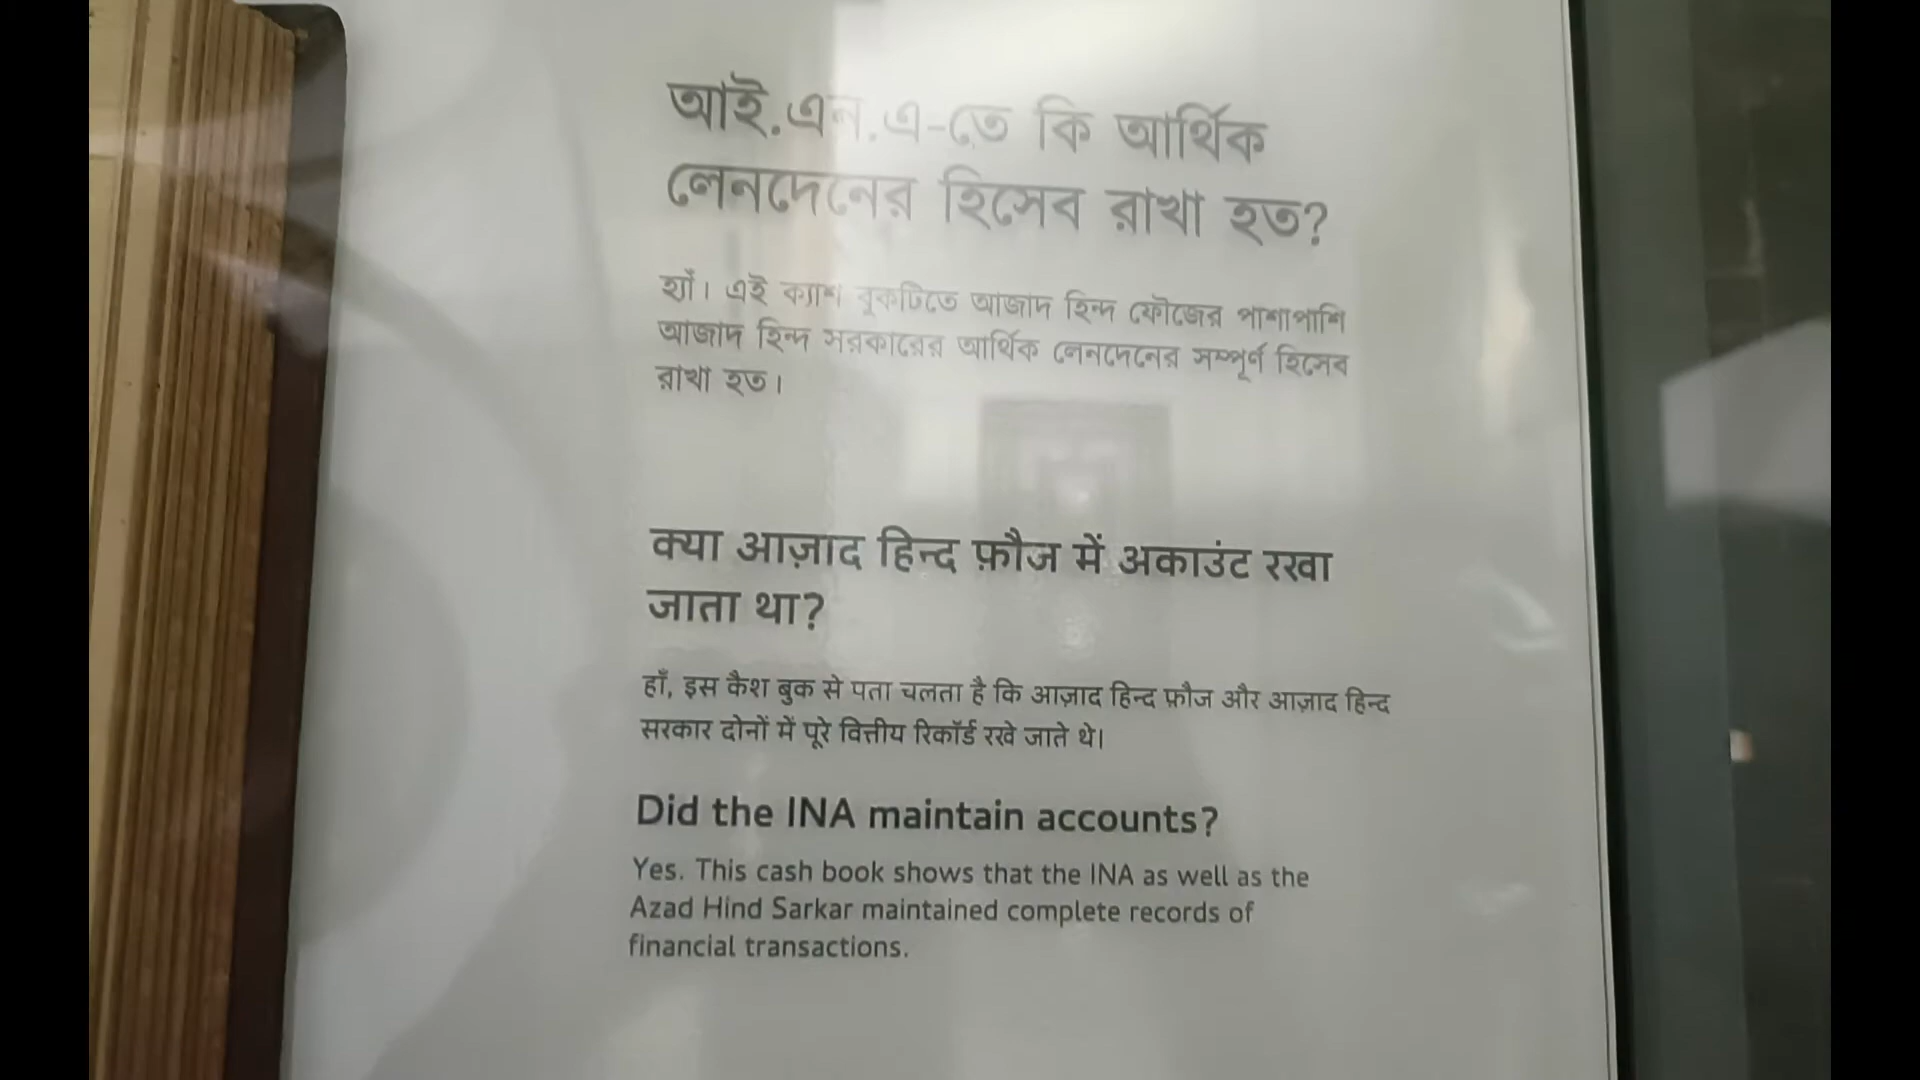 আই.এন.এ-তে কি আর্থিক
লেনদেনের হিসেব রাখা হত?
হ্যাঁ। এই ক্যাশ বুকটিতে আজাদ হিন্দ ফৌজের পাশাপাশি
আজাদ হিন্দ সরকারের আর্থিক লেনদেনের সম্পূর্ণ হিসেব
রাখা হত।
क्या आज़ाद हिन्द फ़ौज में अकाउंट रखा
जाता था?
हाँ, इस कैश बुक से पता चलता है कि आज़ाद हिन्द फ़ौज और आज़ाद हिन्द
सरकार दोनों में पूरे वित्तीय रिकॉर्ड रखे जाते थे।
Did the INA maintain accounts?
Yes. This cash book shows that the INA as well as the
Azad Hind Sarkar maintained complete records of
financial transactions.